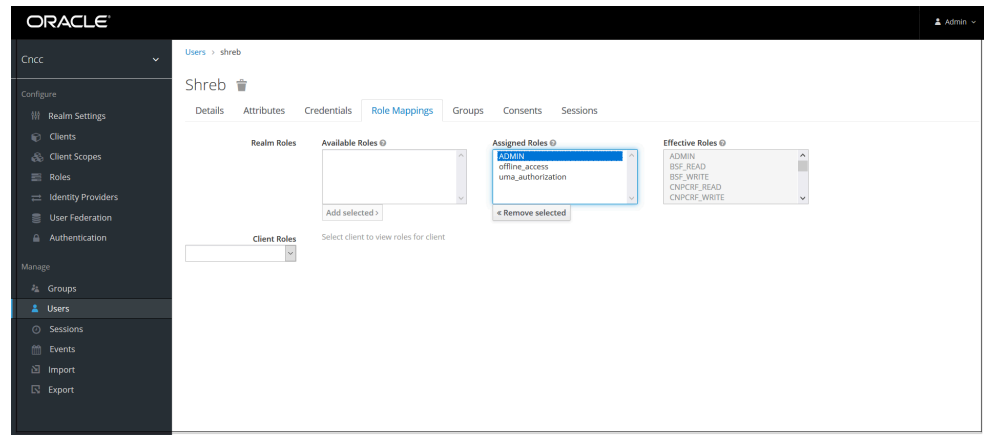 ORACLE
Admin
Cncc
Users > shreb
Shreb
Details Attributes Credentials Role Mappings Groups Consents Sessions
Configure
Realm Settings
Clients
Client Scopes
Roles
Identity Providers
User Federation
Authentication
Manage
Groups
Users
Sessions
Events
Import
Export
Realm Roles
Available Roles
Add selected >
Assigned Roles
ADMIN
offline_access
uma_authorization
« Remove selected
Effective Roles
ADMIN
BSF_READ
BSF_WRITE
CNPCRF_READ
CNPCRF_WRITE
Client Roles
Select client to view roles for client